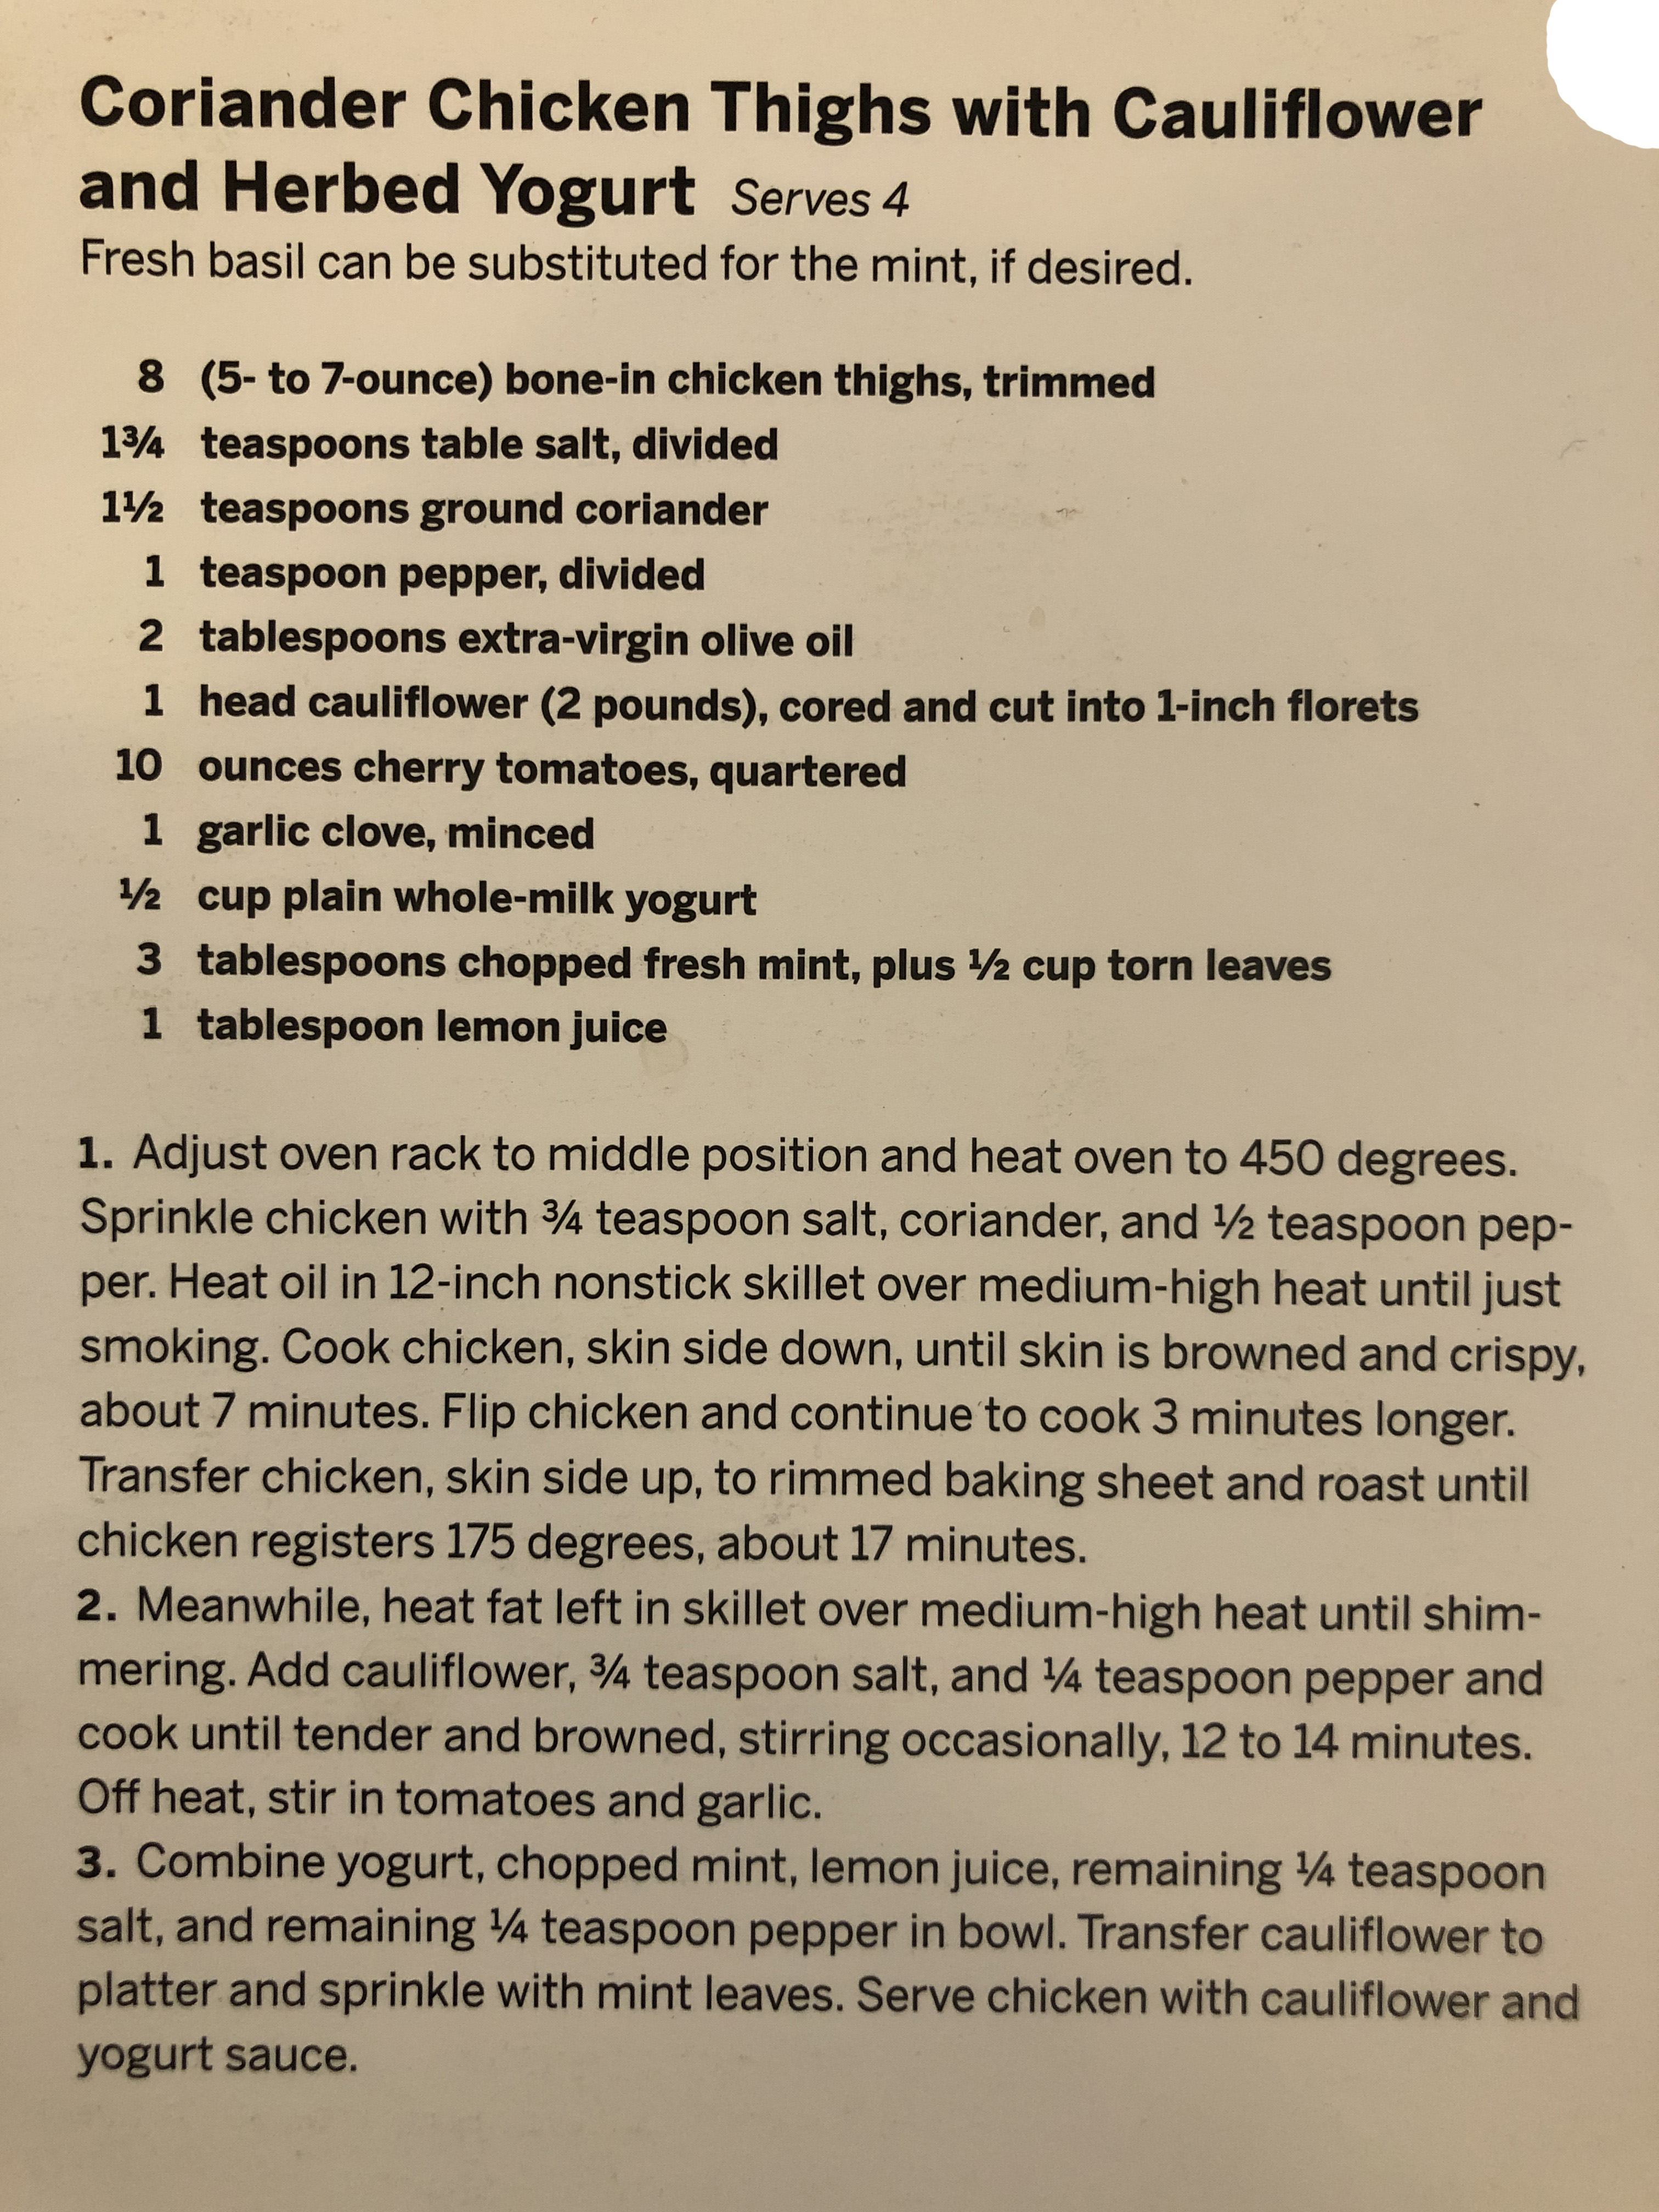 Coriander Chicken Thighs with Cauliflower
and Herbed Yogurt Serves 4
Fresh basil can be substituted for the mint, if desired.
8 (5- to 7-ounce) bone-in chicken thighs, trimmed
1¾ teaspoons table salt, divided
1½ teaspoons ground coriander
1 teaspoon pepper, divided
2 tablespoons extra-virgin olive oil
1 head cauliflower (2 pounds), cored and cut into 1-inch florets
10 ounces cherry tomatoes, quartered
1 garlic clove, minced
½ cup plain whole-milk yogurt
3 tablespoons chopped fresh mint, plus ½ cup torn leaves
1 tablespoon lemon juice
1. Adjust oven rack to middle position and heat oven to 450 degrees.
Sprinkle chicken with ¾ teaspoon salt, coriander, and ½ teaspoon pep-
per. Heat oil in 12-inch nonstick skillet over medium-high heat until just
smoking. Cook chicken, skin side down, until skin is browned and crispy,
about 7 minutes. Flip chicken and continue to cook 3 minutes longer.
Transfer chicken, skin side up, to rimmed baking sheet and roast until
chicken registers 175 degrees, about 17 minutes.
2. Meanwhile, heat fat left in skillet over medium-high heat until shim-
mering. Add cauliflower, ¾ teaspoon salt, and ¼ teaspoon pepper and
cook until tender and browned, stirring occasionally, 12 to 14 minutes.
Off heat, stir in tomatoes and garlic.
3. Combine yogurt, chopped mint, lemon juice, remaining ¼ teaspoon
salt, and remaining ¼ teaspoon pepper in bowl. Transfer cauliflower to
platter and sprinkle with mint leaves. Serve chicken with cauliflower and
yogurt sauce.